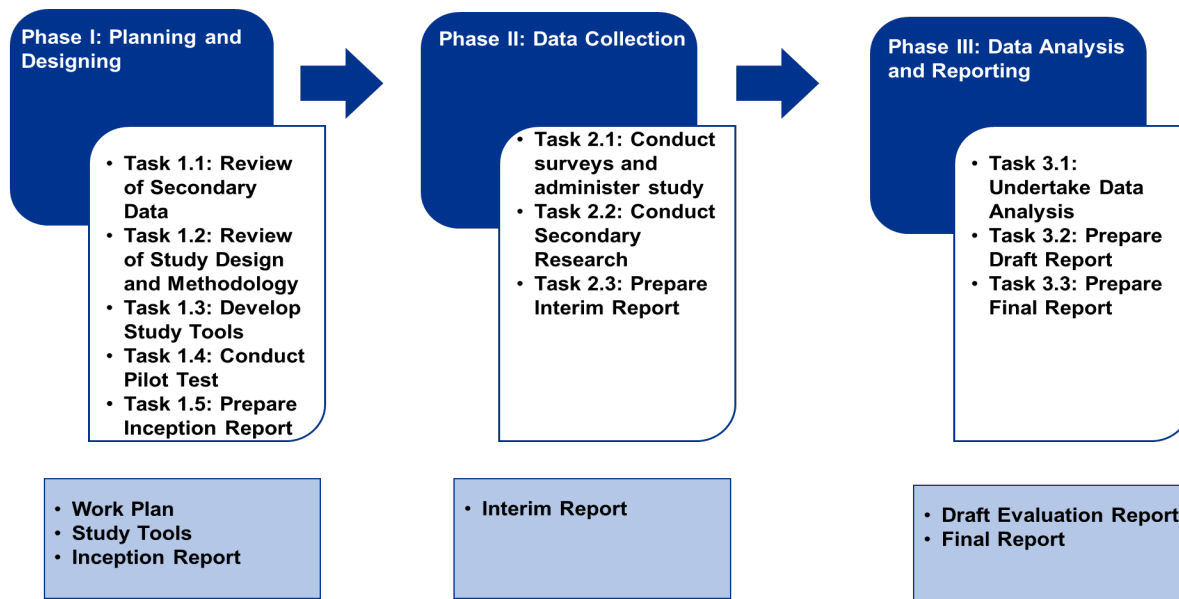 Phase I: Planning and
Designing
• Task 1.1: Review
of Secondary
Data
• Task 1.2: Review
of Study Design
and Methodology
• Task 1.3: Develop
Study Tools
• Task 1.4: Conduct
Pilot Test
• Task 1.5: Prepare
Inception Report
• Work Plan
• Study Tools
• Inception Report
Phase II: Data Collection
• Task 2.1: Conduct
surveys and
administer study
• Task 2.2: Conduct
Secondary
Research
• Task 2.3: Prepare
Interim Report
• Interim Report
Phase III: Data Analysis
and Reporting
• Task 3.1:
Undertake Data
Analysis
• Task 3.2: Prepare
Draft Report
• Task 3.3: Prepare
Final Report
• Draft Evaluation Report
• Final Report